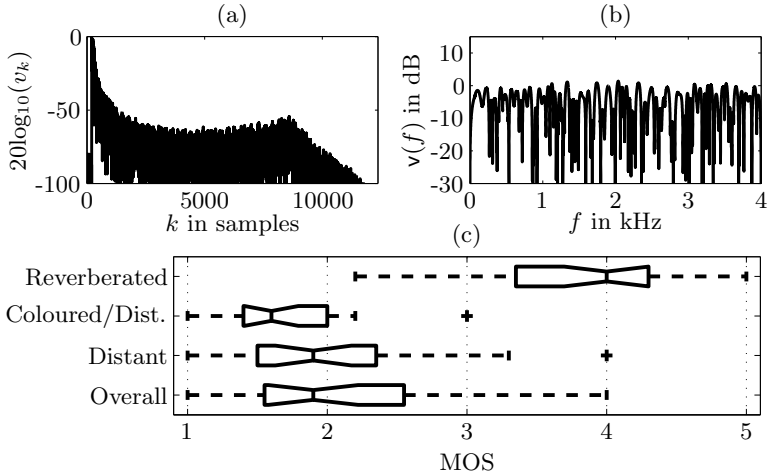 (a)
20log10(vk)
0
-50
-100
0
5000
10000
k in samples
(b)
v(f) in dB
15
0
-10
-20
-30
0
1
2
3
4
f in kHz
(c)
Reverberated
Coloured/Dist.
Distant
Overall
1
2
3
4
5
MOS